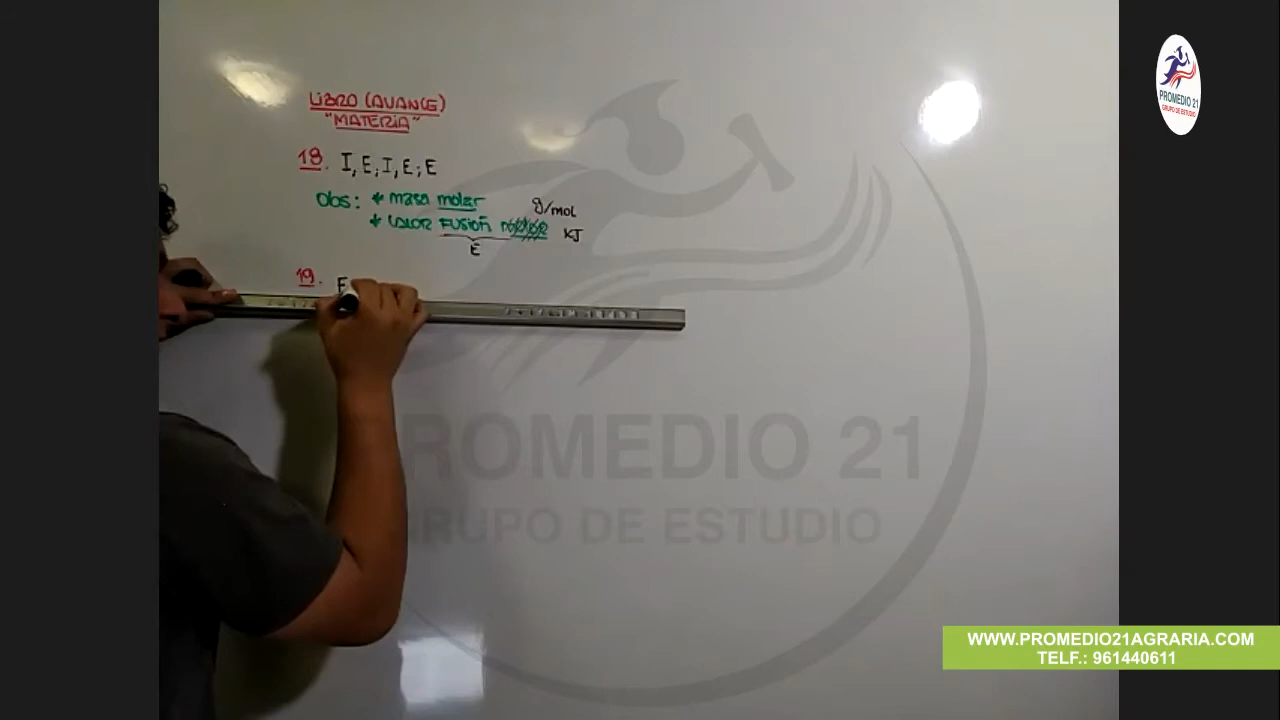 LIBRO (AVANCE)
"MATERIA"
18. I, E; I, E; E
Obs: * masa molar g/mol
* CALOR FUSIÓN KJ
E
19. E
PROMEDIO 21
GRUPO DE ESTUDIO
PROMEDIO 21
GRUPO DE ESTUDIO
WWW.PROMEDIO21AGRARIA.COM
TELF.: 961440611